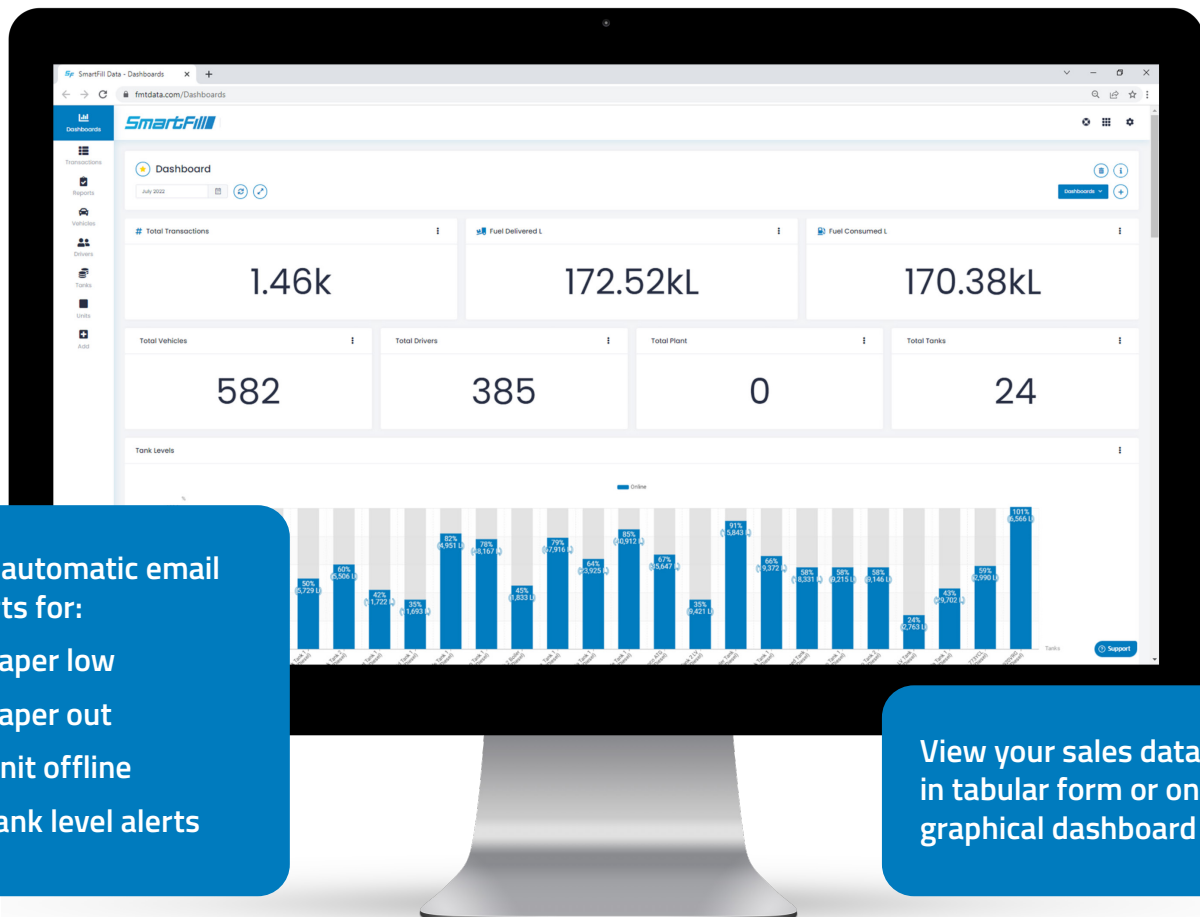 SmartFill Data - Dashboards
fmtdata.com/Dashboards
Dashboards
Transactions
Reports
Vehicles
Drivers
Tanks
Units
Add
SmartFill
Dashboard
July 2022
Dashboards
# Total Transactions
Fuel Delivered L
Fuel Consumed L
1.46k
172.52kL
170.38kL
Total Vehicles
Total Drivers
Total Plant
Total Tanks
582
385
0
24
Tank Levels
Online
%
50%
60%
42%
35%
82%
78%
45%
79%
64%
85%
67%
35%
91%
66%
58%
58%
58%
24%
43%
59%
101%
Tanks
Support
automatic email
ts for:
aper low
aper out
nit offline
ank level alerts
View your sales data
in tabular form or on
graphical dashboard